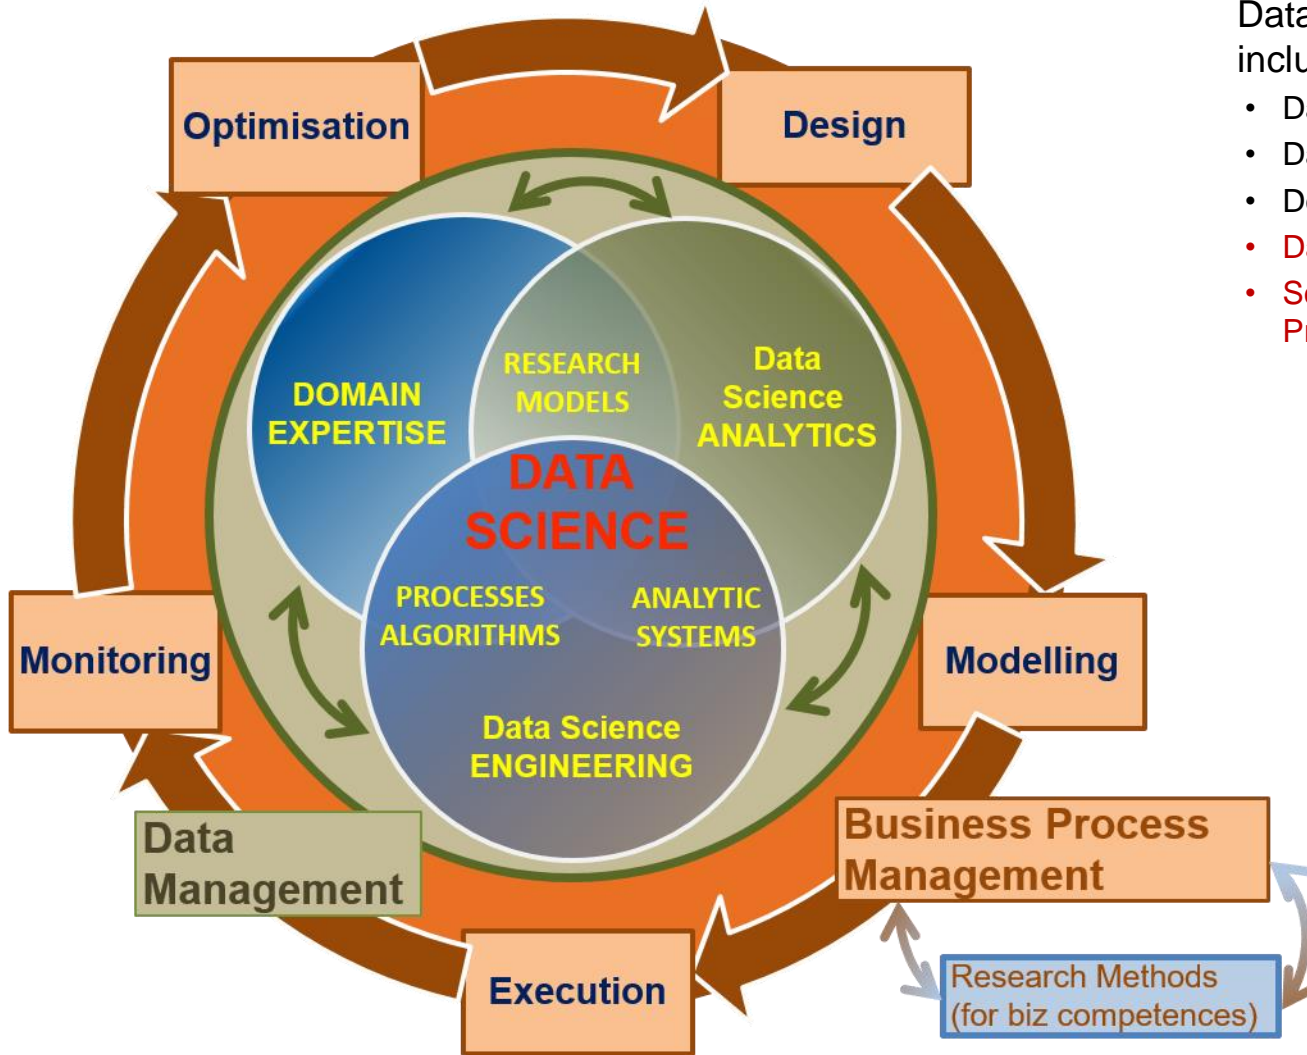 Optimisation
Design
DOMAIN
EXPERTISE
RESEARCH
MODELS
Data
Science
ANALYTICS
DATA
SCIENCE
PROCESSES
ALGORITHMS
ANALYTIC
SYSTEMS
Data Science
ENGINEERING
Monitoring
Modelling
Data
Management
Business Process
Management
Execution
Research Methods
(for biz competences)
Data